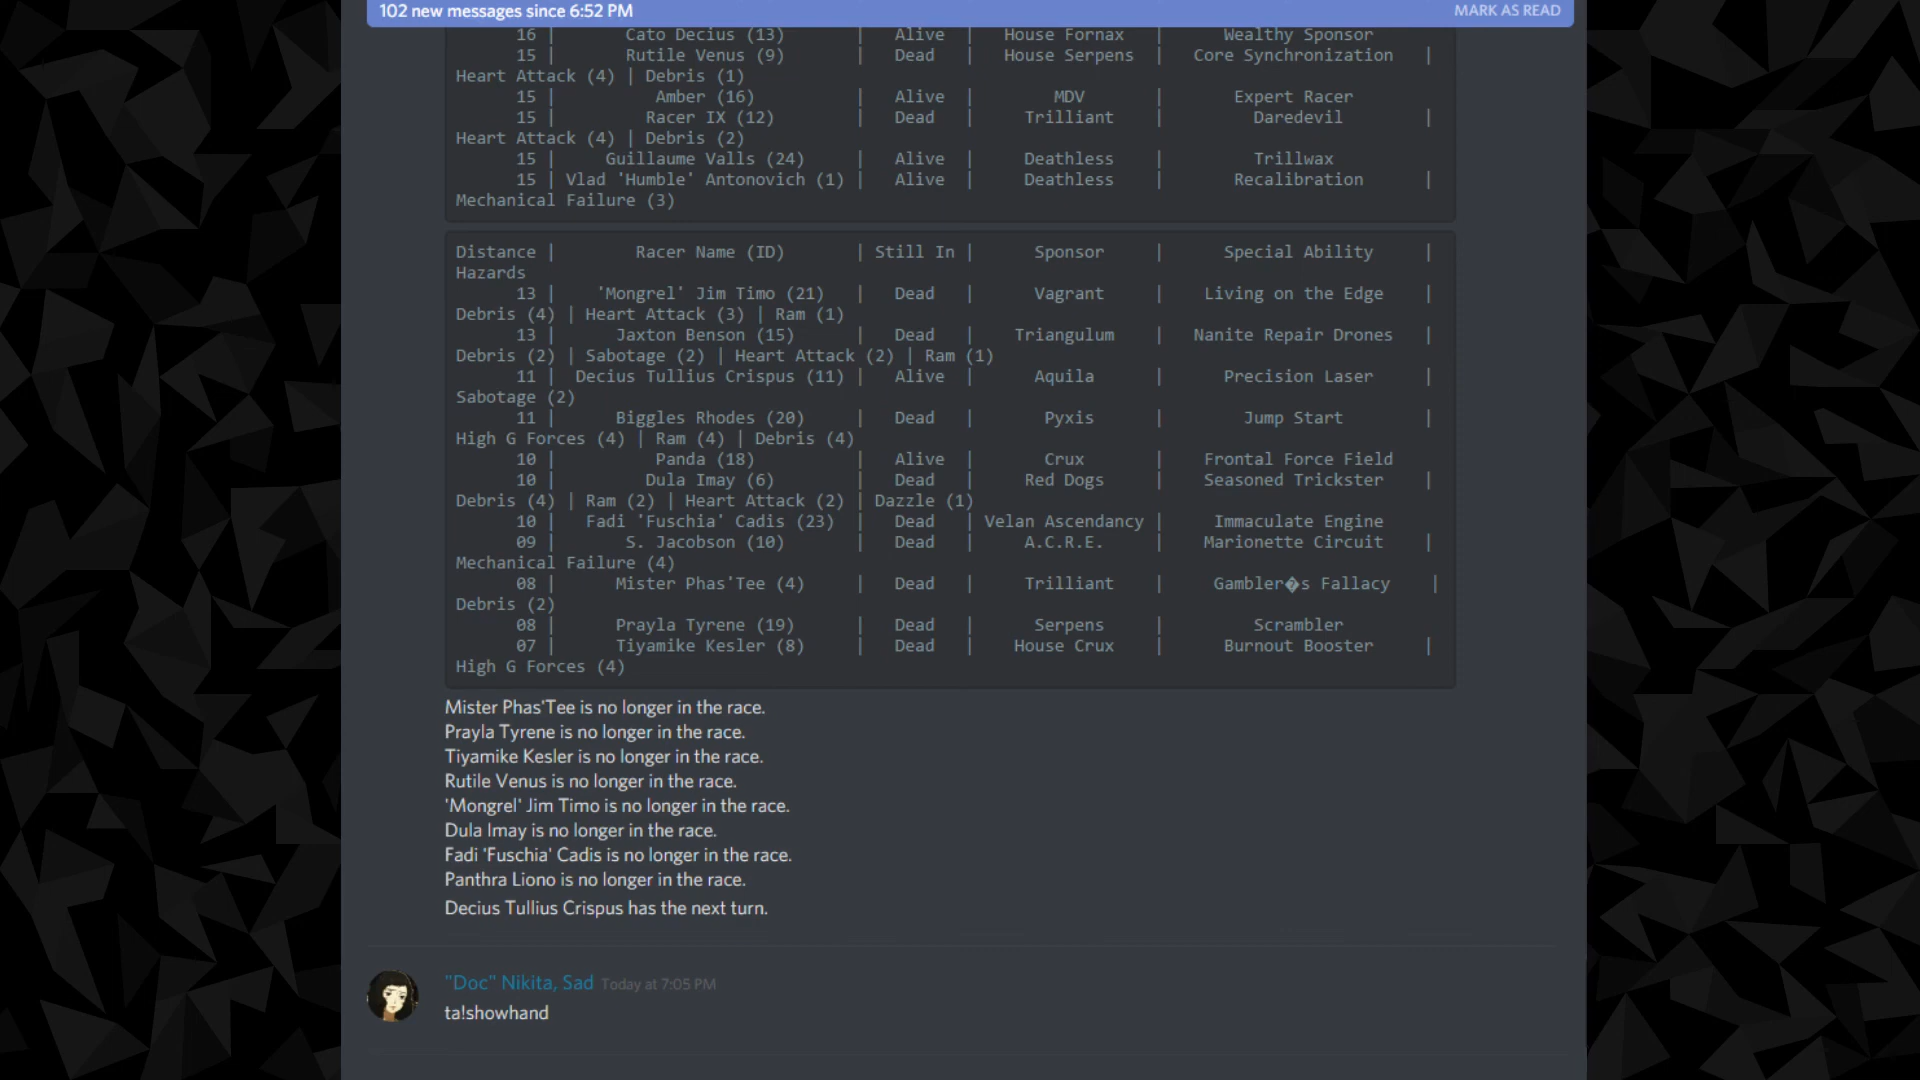 102 new messages since 6:52 PM MARK AS READ
16 | Cato Decius (13) | Alive | House Fornax | Wealthy Sponsor
15 | Rutile Venus (9) | Dead | House Serpens | Core Synchronization |
Heart Attack (4) | Debris (1)
15 | Amber (16) | Alive | MDV | Expert Racer
15 | Racer IX (12) | Dead | Trilliant | Daredevil |
Heart Attack (4) | Debris (2)
15 | Guillaume Valls (24) | Alive | Deathless | Trillwax
15 | Vlad 'Humble' Antonovich (1) | Alive | Deathless | Recalibration |
Mechanical Failure (3)
Distance | Racer Name (ID) | Still In | Sponsor | Special Ability |
Hazards
13 | 'Mongrel' Jim Timo (21) | Dead | Vagrant | Living on the Edge |
Debris (4) | Heart Attack (3) | Ram (1)
13 | Jaxton Benson (15) | Dead | Triangulum | Nanite Repair Drones |
Debris (2) | Sabotage (2) | Heart Attack (2) | Ram (1)
11 | Decius Tullius Crispus (11) | Alive | Aquila | Precision Laser |
Sabotage (2)
11 | Biggles Rhodes (20) | Dead | Pyxis | Jump Start |
High G Forces (4) | Ram (4) | Debris (4)
10 | Panda (18) | Alive | Crux | Frontal Force Field
10 | Dula Imay (6) | Dead | Red Dogs | Seasoned Trickster |
Debris (4) | Ram (2) | Heart Attack (2) | Dazzle (1)
10 | Fadi 'Fuschia' Cadis (23) | Dead | Velan Ascendancy | Immaculate Engine
09 | S. Jacobson (10) | Dead | A.C.R.E. | Marionette Circuit |
Mechanical Failure (4)
08 | Mister Phas'Tee (4) | Dead | Trilliant | Gambler�s Fallacy |
Debris (2)
08 | Prayla Tyrene (19) | Dead | Serpens | Scrambler
07 | Tiyamike Kesler (8) | Dead | House Crux | Burnout Booster |
High G Forces (4)
Mister Phas'Tee is no longer in the race.
Prayla Tyrene is no longer in the race.
Tiyamike Kesler is no longer in the race.
Rutile Venus is no longer in the race.
'Mongrel' Jim Timo is no longer in the race.
Dula Imay is no longer in the race.
Fadi 'Fuschia' Cadis is no longer in the race.
Panthra Liono is no longer in the race.
Decius Tullius Crispus has the next turn.
"Doc" Nikita, Sad Today at 7:05 PM
ta!showhand